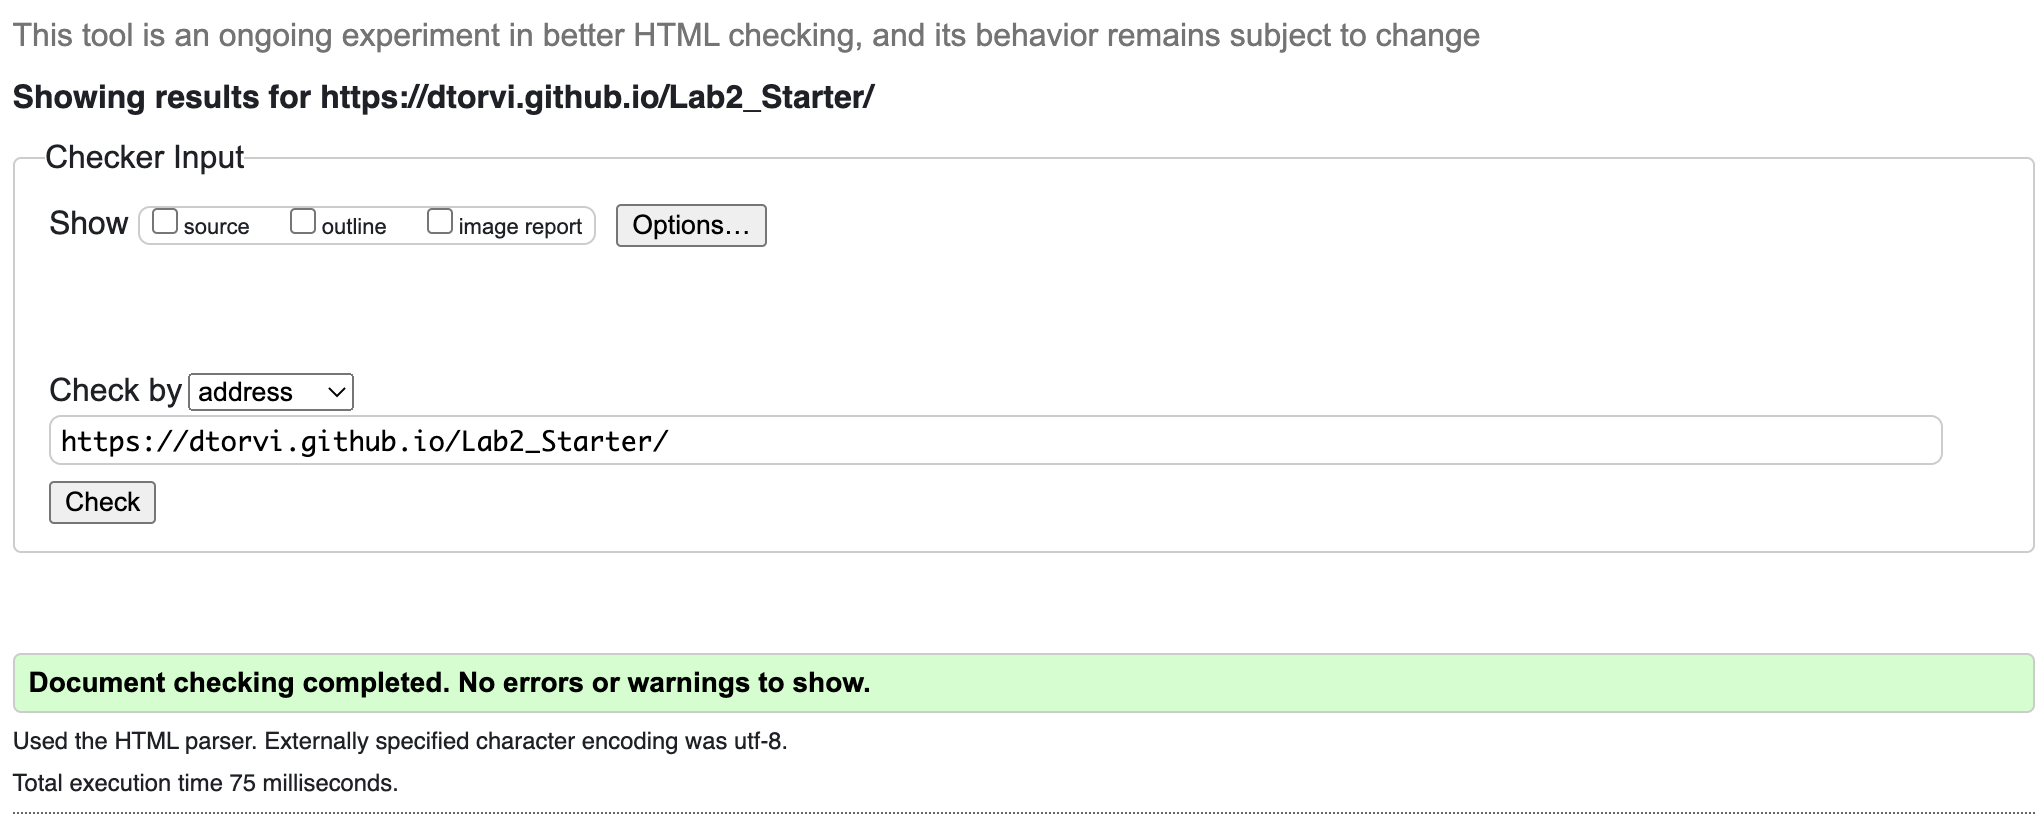 This tool is an ongoing experiment in better HTML checking, and its behavior remains subject to change
Showing results for https://dtorvi.github.io/Lab2_Starter/
Checker Input
Show source outline image report Options…
Check by address
https://dtorvi.github.io/Lab2_Starter/
Check
Document checking completed. No errors or warnings to show.
Used the HTML parser. Externally specified character encoding was utf-8.
Total execution time 75 milliseconds.